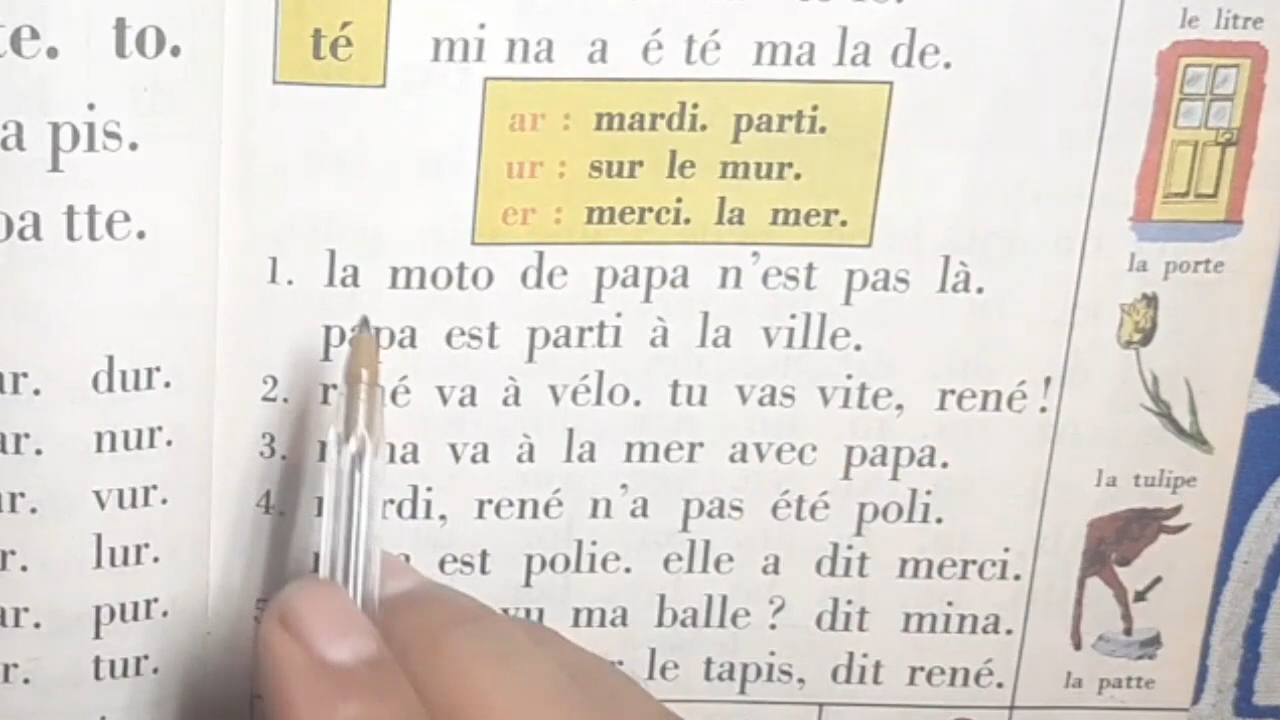 te. to.
a pis.
pa tte.
dur.
nur.
vur.
lur.
pur.
tur.
té
mi na a é té ma la de.
ar : mardi. parti.
ur : sur le mur.
er : merci. la mer.
1. la moto de papa n'est pas là.
papa est parti à la ville.
2. rené va à vélo. tu vas vite, rené !
3. va à la mer avec papa.
4. mardi, rené n'a pas été poli.
est polie. elle a dit merci.
vu ma balle ? dit mina.
le tapis, dit rené.
le litre
la porte
la tulipe
la patte